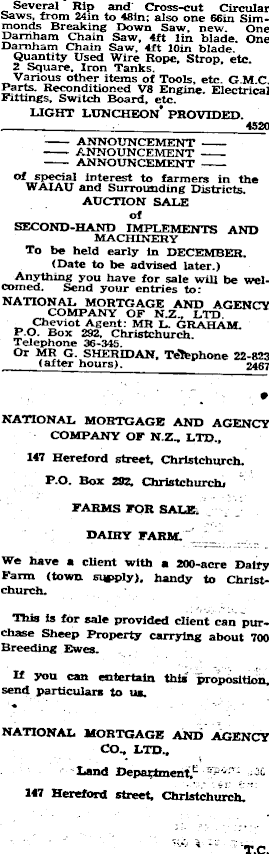 Several Rip and Cross-cut Circular
Saws, from 24in to 48in; also one 66in Sim-
monds Breaking Down Saw, new. One
Darnham Chain Saw, 4ft 1in blade. One
Darnham Chain Saw, 4ft 10in blade.
Quantity Used Wire Rope, Strop, etc.
2 Square, Iron Tanks.
Various other items of Tools, etc. G.M.C.
Parts. Reconditioned V8 Engine. Electrical
Fittings, Switch Board, etc.
LIGHT LUNCHEON PROVIDED.
4520
— ANNOUNCEMENT —
— ANNOUNCEMENT —
— ANNOUNCEMENT —
of special interest to farmers in the
WAIAU and Surrounding Districts.
AUCTION SALE
of
SECOND-HAND IMPLEMENTS AND
MACHINERY
To be held early in DECEMBER.
(Date to be advised later.)
Anything you have for sale will be wel-
comed. Send your entries to:
NATIONAL MORTGAGE AND AGENCY
COMPANY OF N.Z., LTD.
Cheviot Agent: MR L. GRAHAM.
P.O. Box 292, Christchurch.
Telephone 36-345.
Or MR G. SHERIDAN, Telephone 22-823
(after hours). 2467
NATIONAL MORTGAGE AND AGENCY
COMPANY OF N.Z., LTD.,
147 Hereford street, Christchurch.
P.O. Box 292, Christchurch.
FARMS FOR SALE.
DAIRY FARM.
We have a client with a 200-acre Dairy
Farm (town supply), handy to Christ-
church.
This is for sale provided client can pur-
chase Sheep Property carrying about 700
Breeding Ewes.
If you can entertain this proposition,
send particulars to us.
NATIONAL MORTGAGE AND AGENCY
CO., LTD.,
Land Department,
147 Hereford street, Christchurch.
T.C.